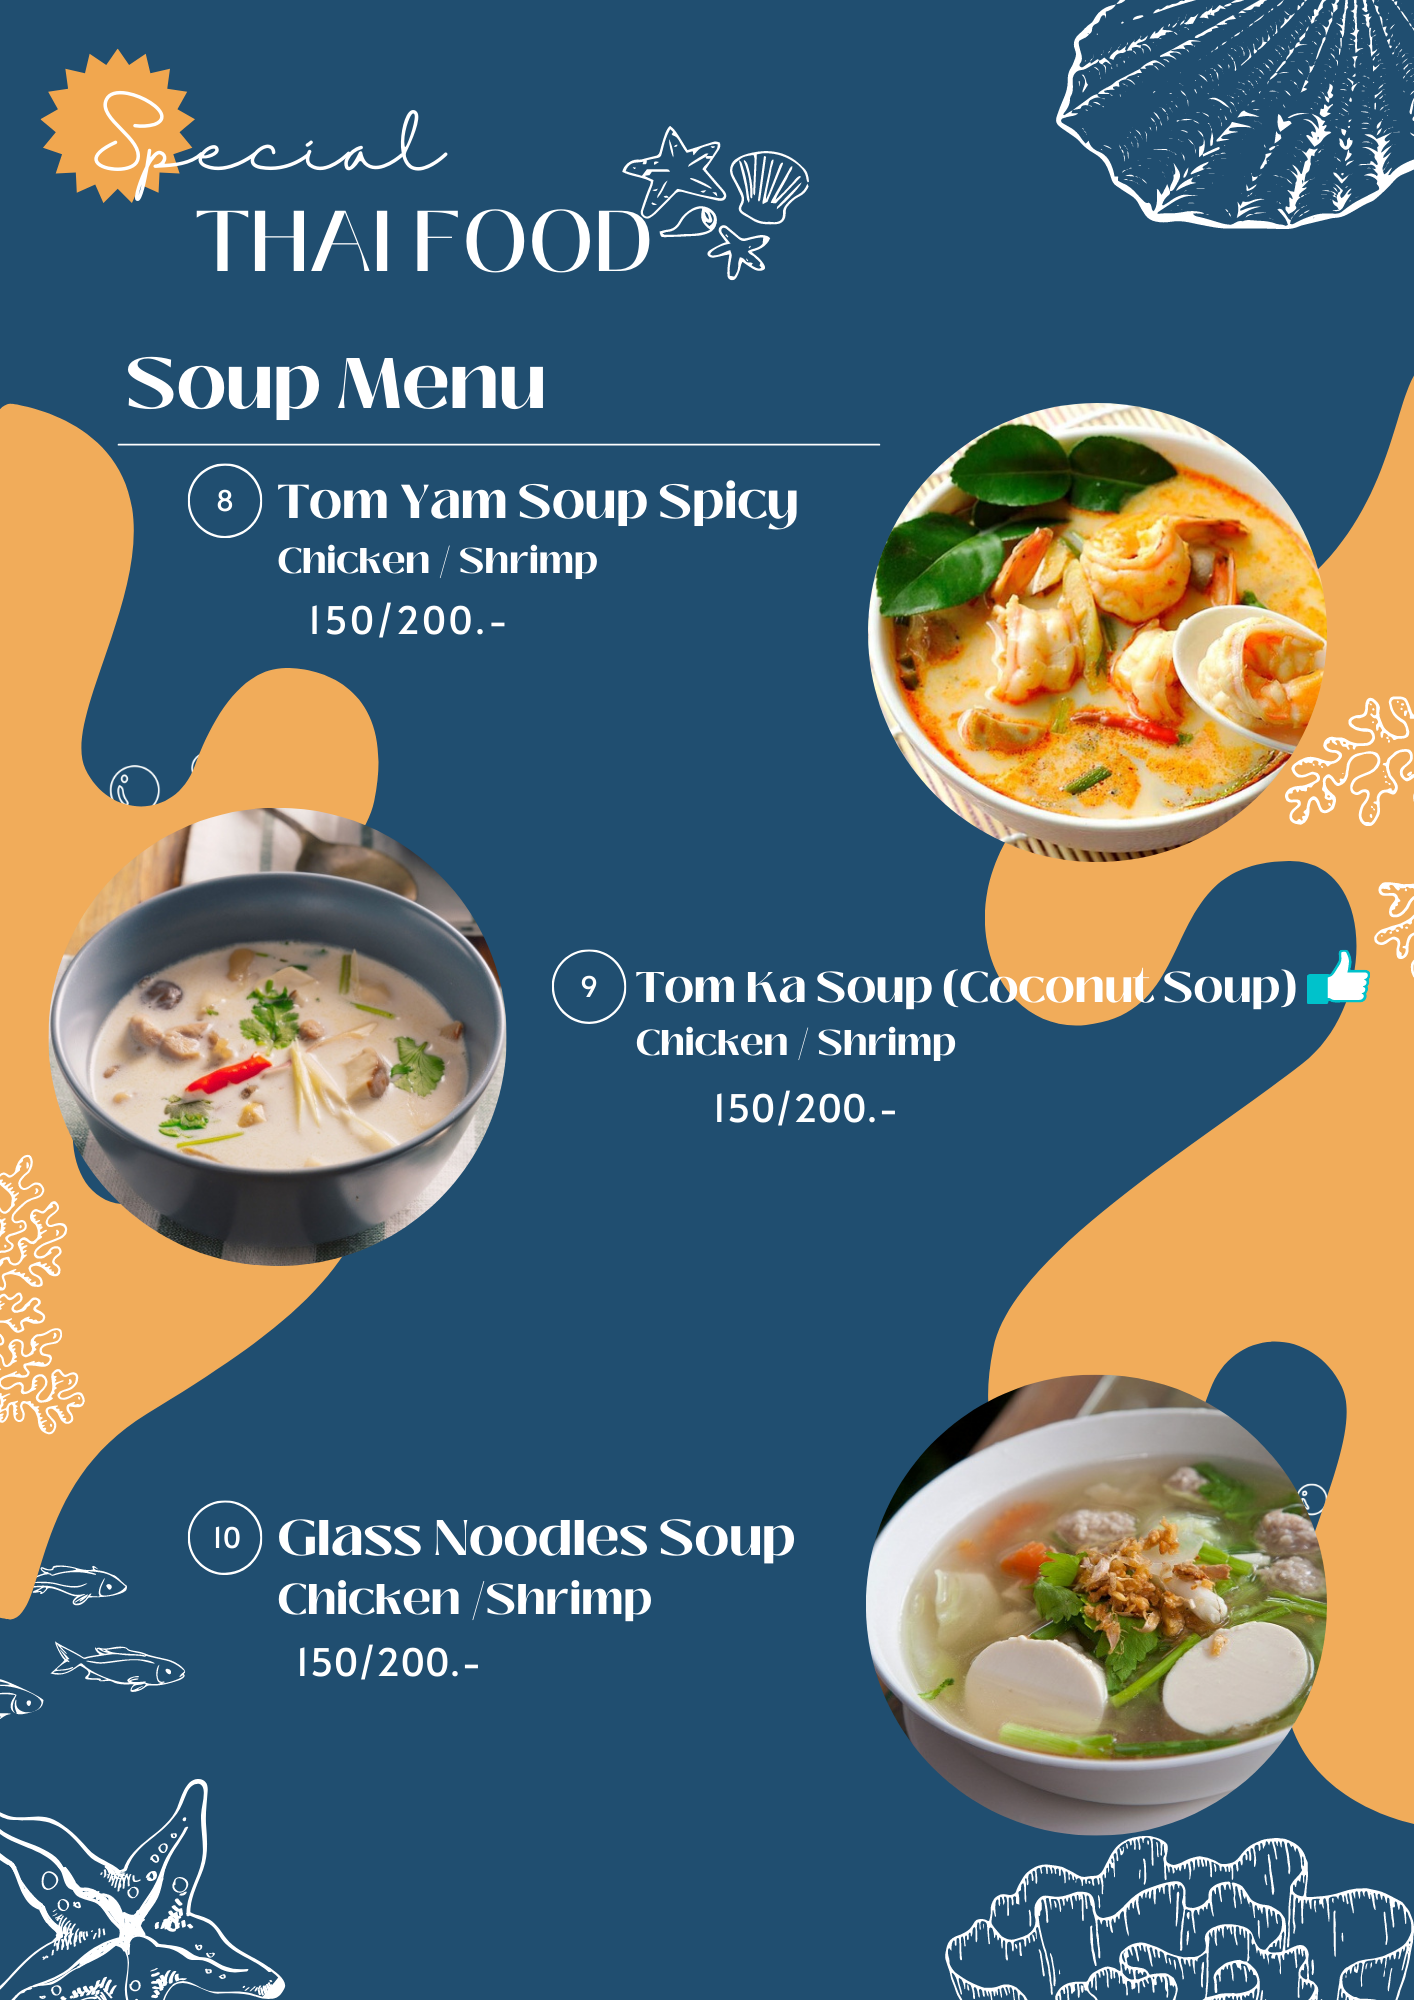 Special
THAI FOOD
Soup Menu
8 Tom Yam Soup Spicy
Chicken / Shrimp
150/200.-
9 Tom Ka Soup (Coconut Soup)
Chicken / Shrimp
150/200.-
10 Glass Noodles Soup
Chicken /Shrimp
150/200.-